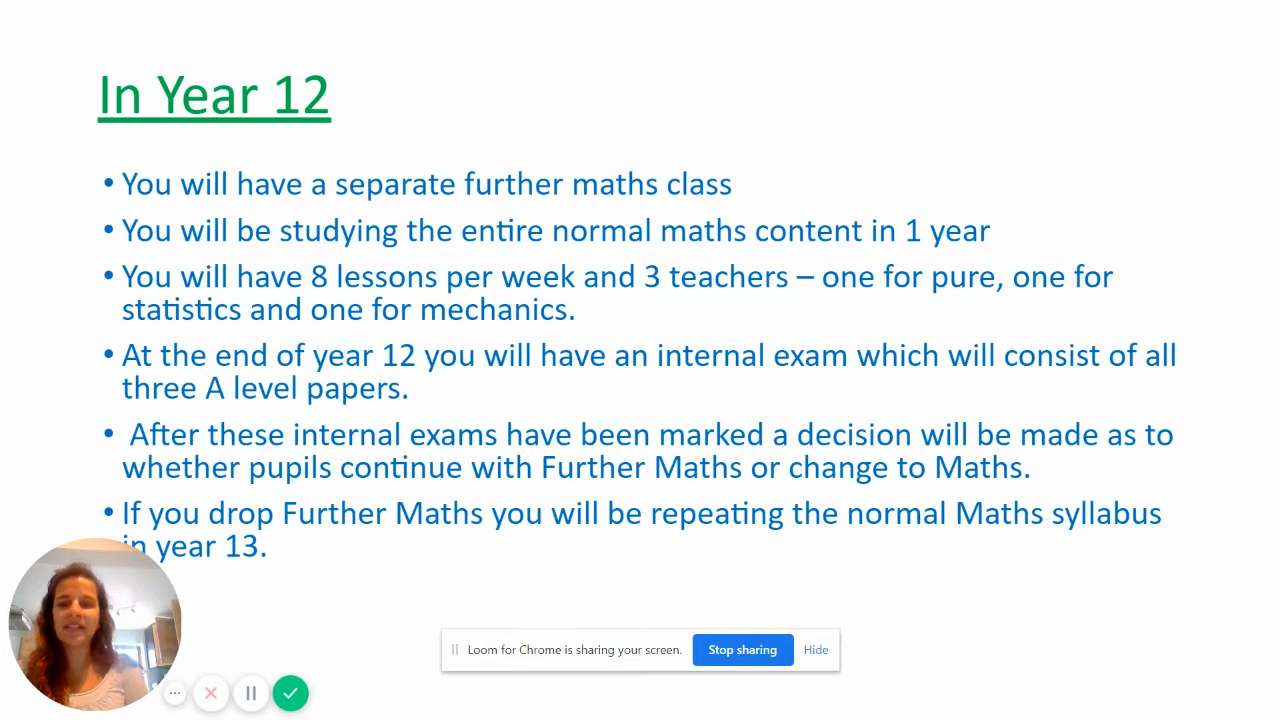 In Year 12
• You will have a separate further maths class
• You will be studying the entire normal maths content in 1 year
• You will have 8 lessons per week and 3 teachers – one for pure, one for
statistics and one for mechanics.
• At the end of year 12 you will have an internal exam which will consist of all
three A level papers.
• After these internal exams have been marked a decision will be made as to
whether pupils continue with Further Maths or change to Maths.
• If you drop Further Maths you will be repeating the normal Maths syllabus
in year 13.
Loom for Chrome is sharing your screen. Stop sharing Hide